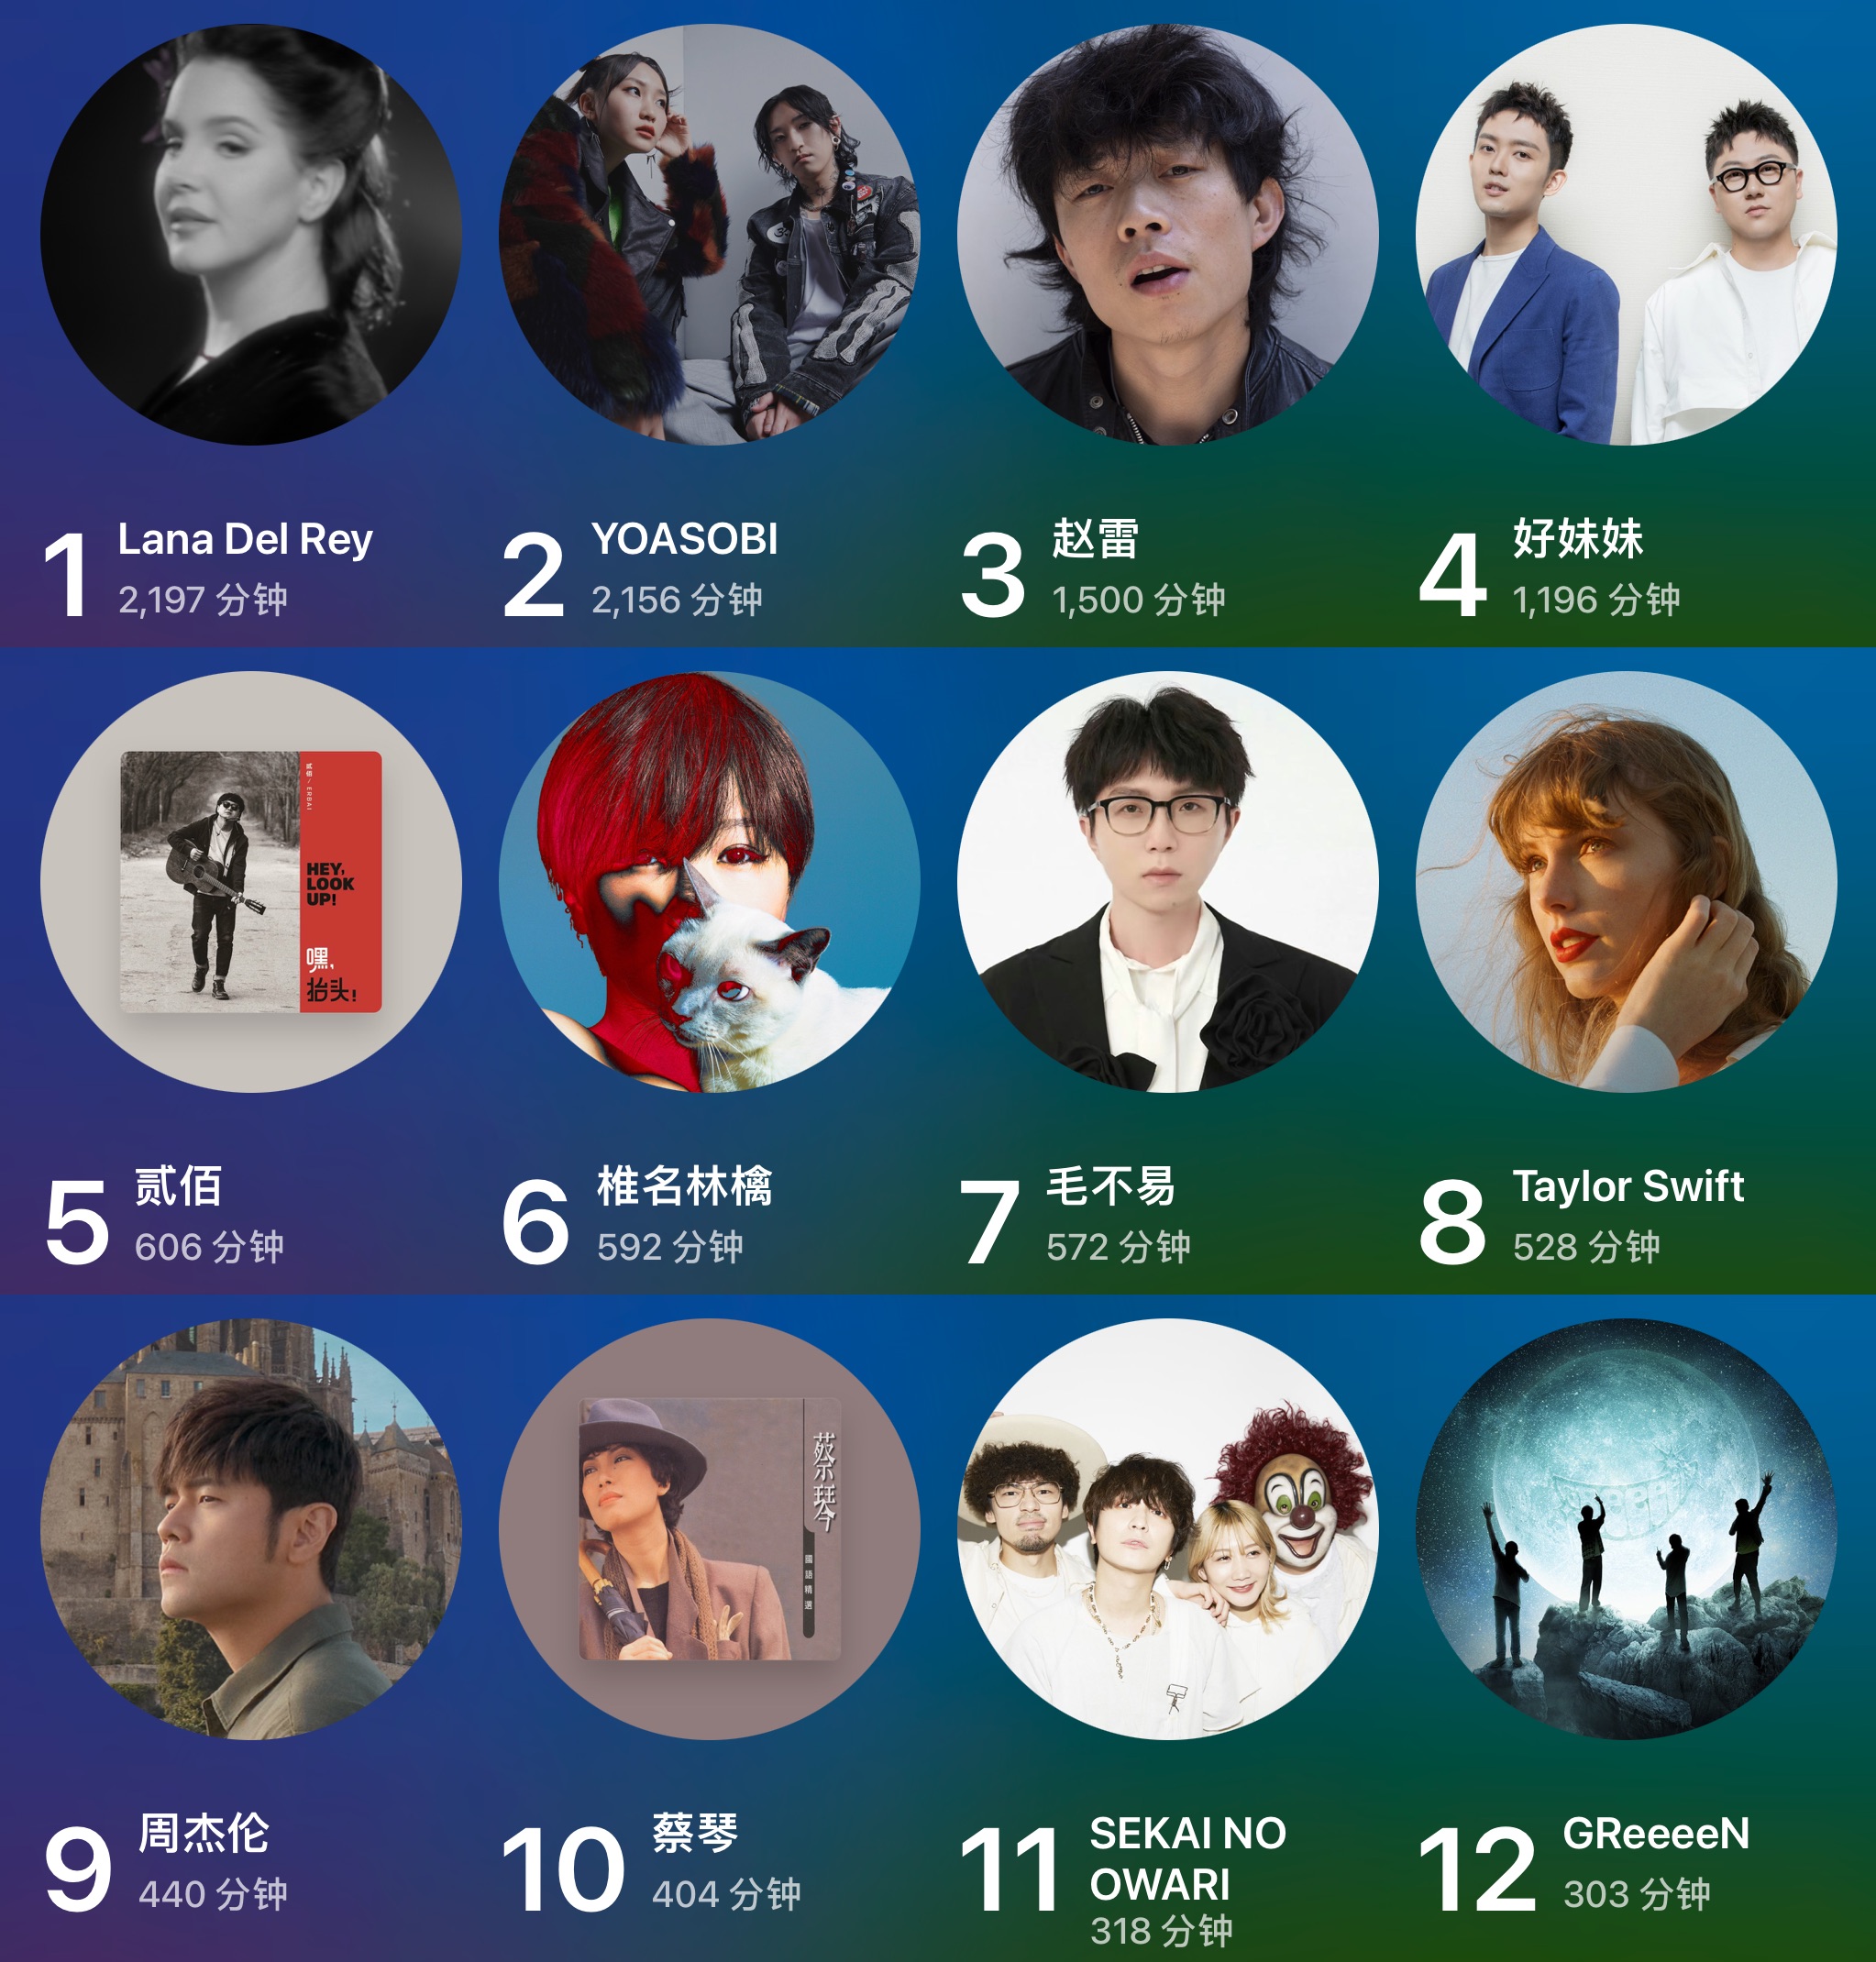 1
Lana Del Rey
2,197 分钟
2
YOASOBI
2,156 分钟
3
赵雷
1,500 分钟
4
好妹妹
1,196 分钟
贰佰 / ERBAI
HEY,
LOOK
UP!
嘿,
抬头!
5
贰佰
606 分钟
6
椎名林檎
592 分钟
7
毛不易
572 分钟
8
Taylor Swift
528 分钟
蔡琴
國語精選
9
周杰伦
440 分钟
10
蔡琴
404 分钟
11
SEKAI NO
OWARI
318 分钟
12
GReeeeN
303 分钟